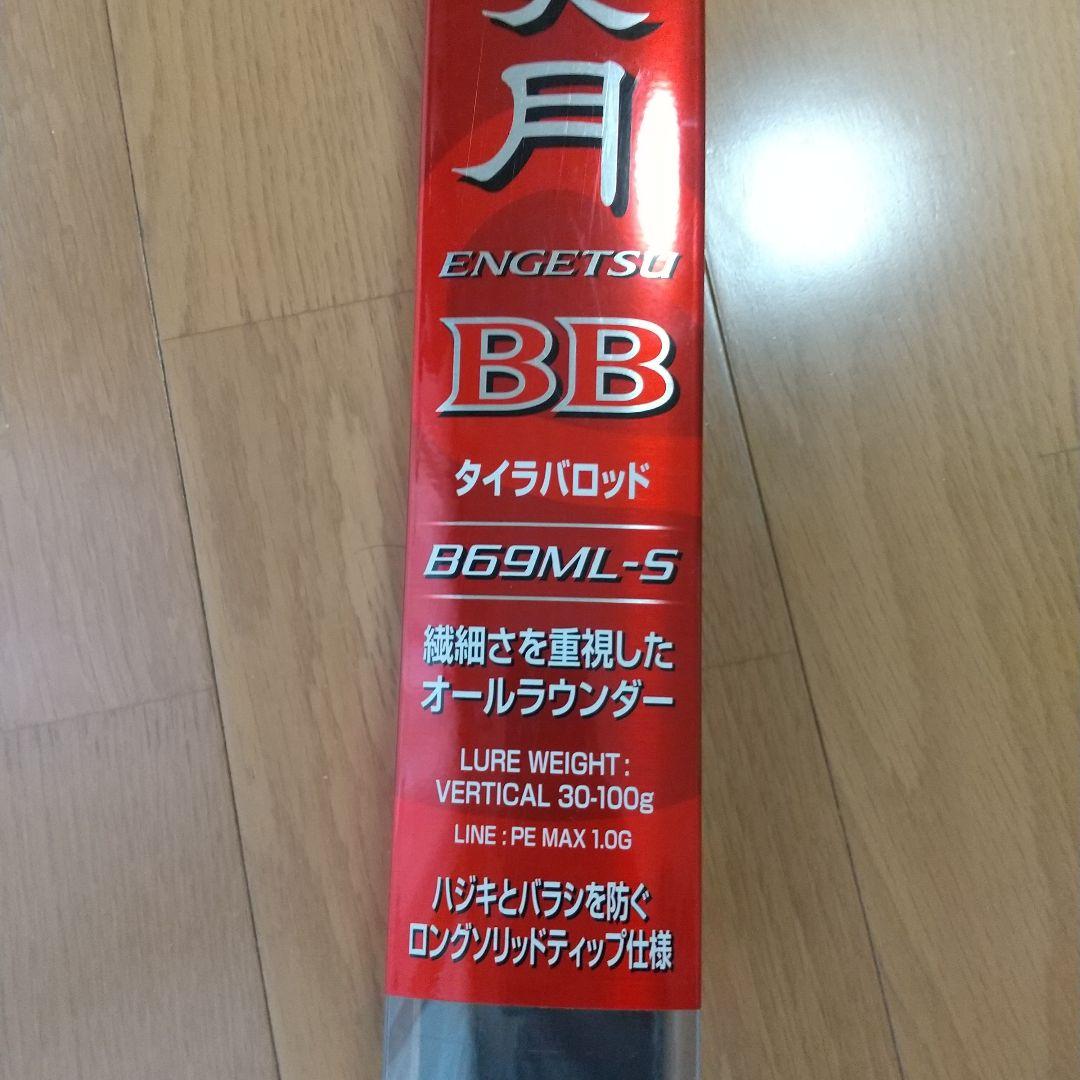 月
ENGETSU
BB
タイラバロッド
B69ML-S
繊細さを重視した
オールラウンダー
LURE WEIGHT :
VERTICAL 30-100g
LINE : PE MAX 1.0G
ハジキとバラシを防ぐ
ロングソリッドティップ仕様